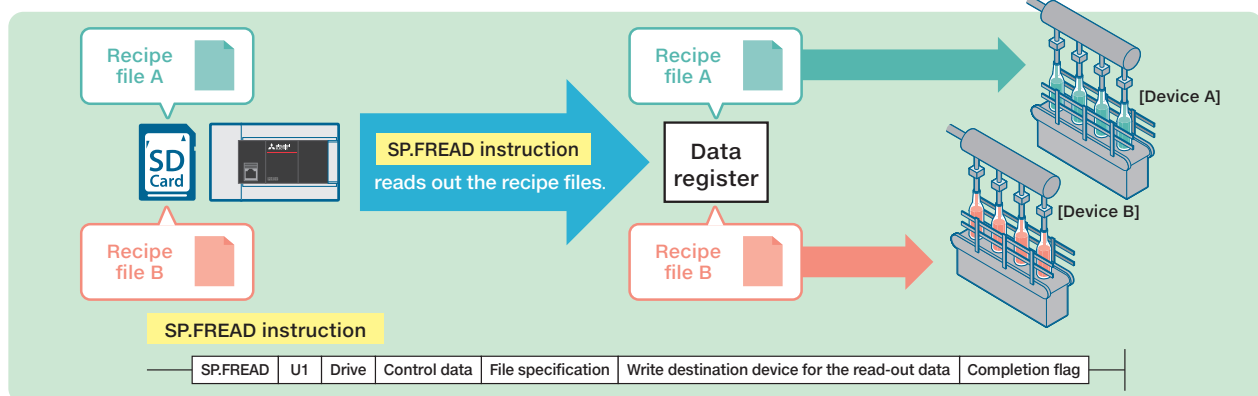 Recipe
file A
Recipe
file A
[Device A]
SD
Card
SP.FREAD instruction
reads out the recipe files.
Data
register
[Device B]
Recipe
file B
Recipe
file B
SP.FREAD instruction
SP.FREAD U1 Drive Control data File specification Write destination device for the read-out data Completion flag